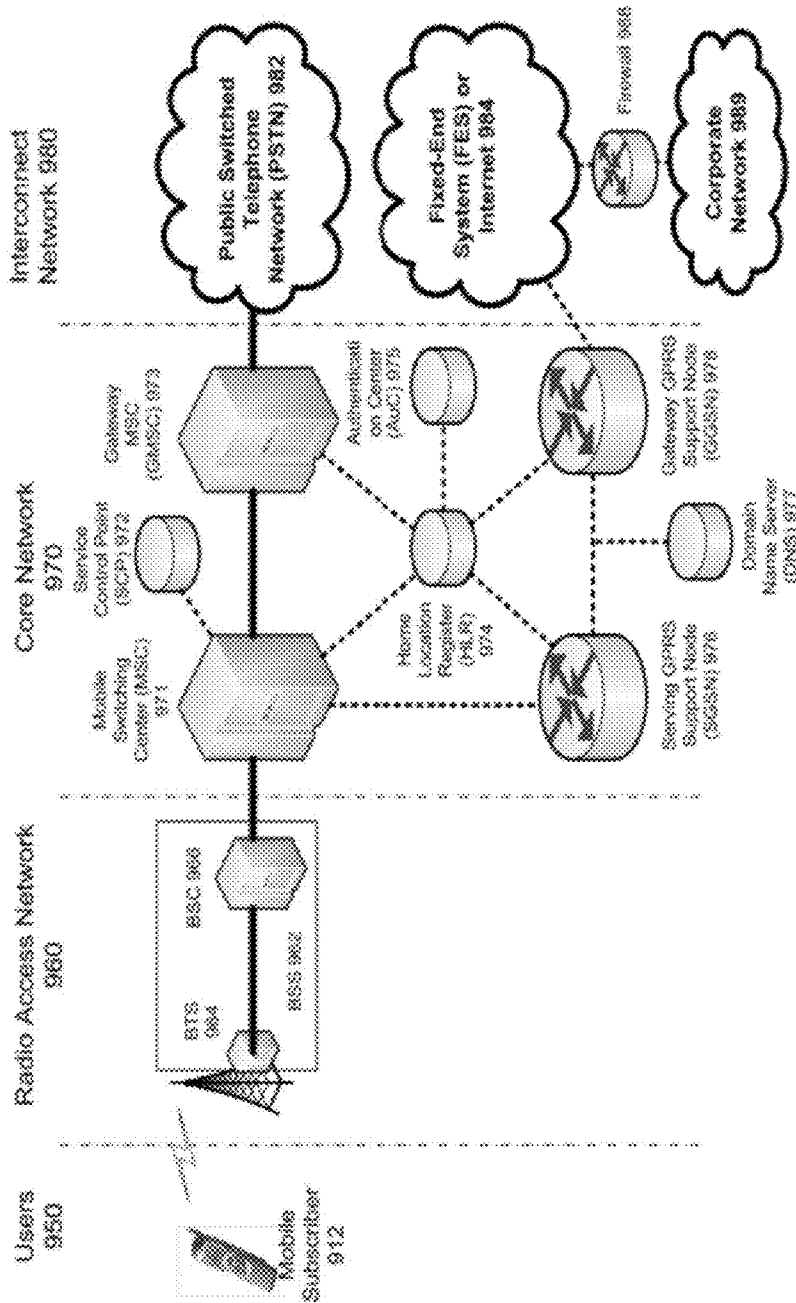 Users
950
Radio Access Network
960
Core Network
970
Interconnect
Network 980
Mobile
Subscriber
912
BTS
964
BSC 966
BSS 962
Mobile
Switching
Center (MSC)
971
Service
Control Point
(SCP) 972
Gateway
MSC
(GMSC) 973
Home
Location
Register
(HLR)
974
Authenticati
on Center
(AuC) 975
Serving GPRS
Support Node
(SGSN) 976
Domain
Name Server
(DNS) 977
Gateway GPRS
Support Node
(GGSN) 978
Public Switched
Telephone
Network (PSTN) 982
Fixed-End
System (FES) or
Internet 984
Firewall 988
Corporate
Network 989